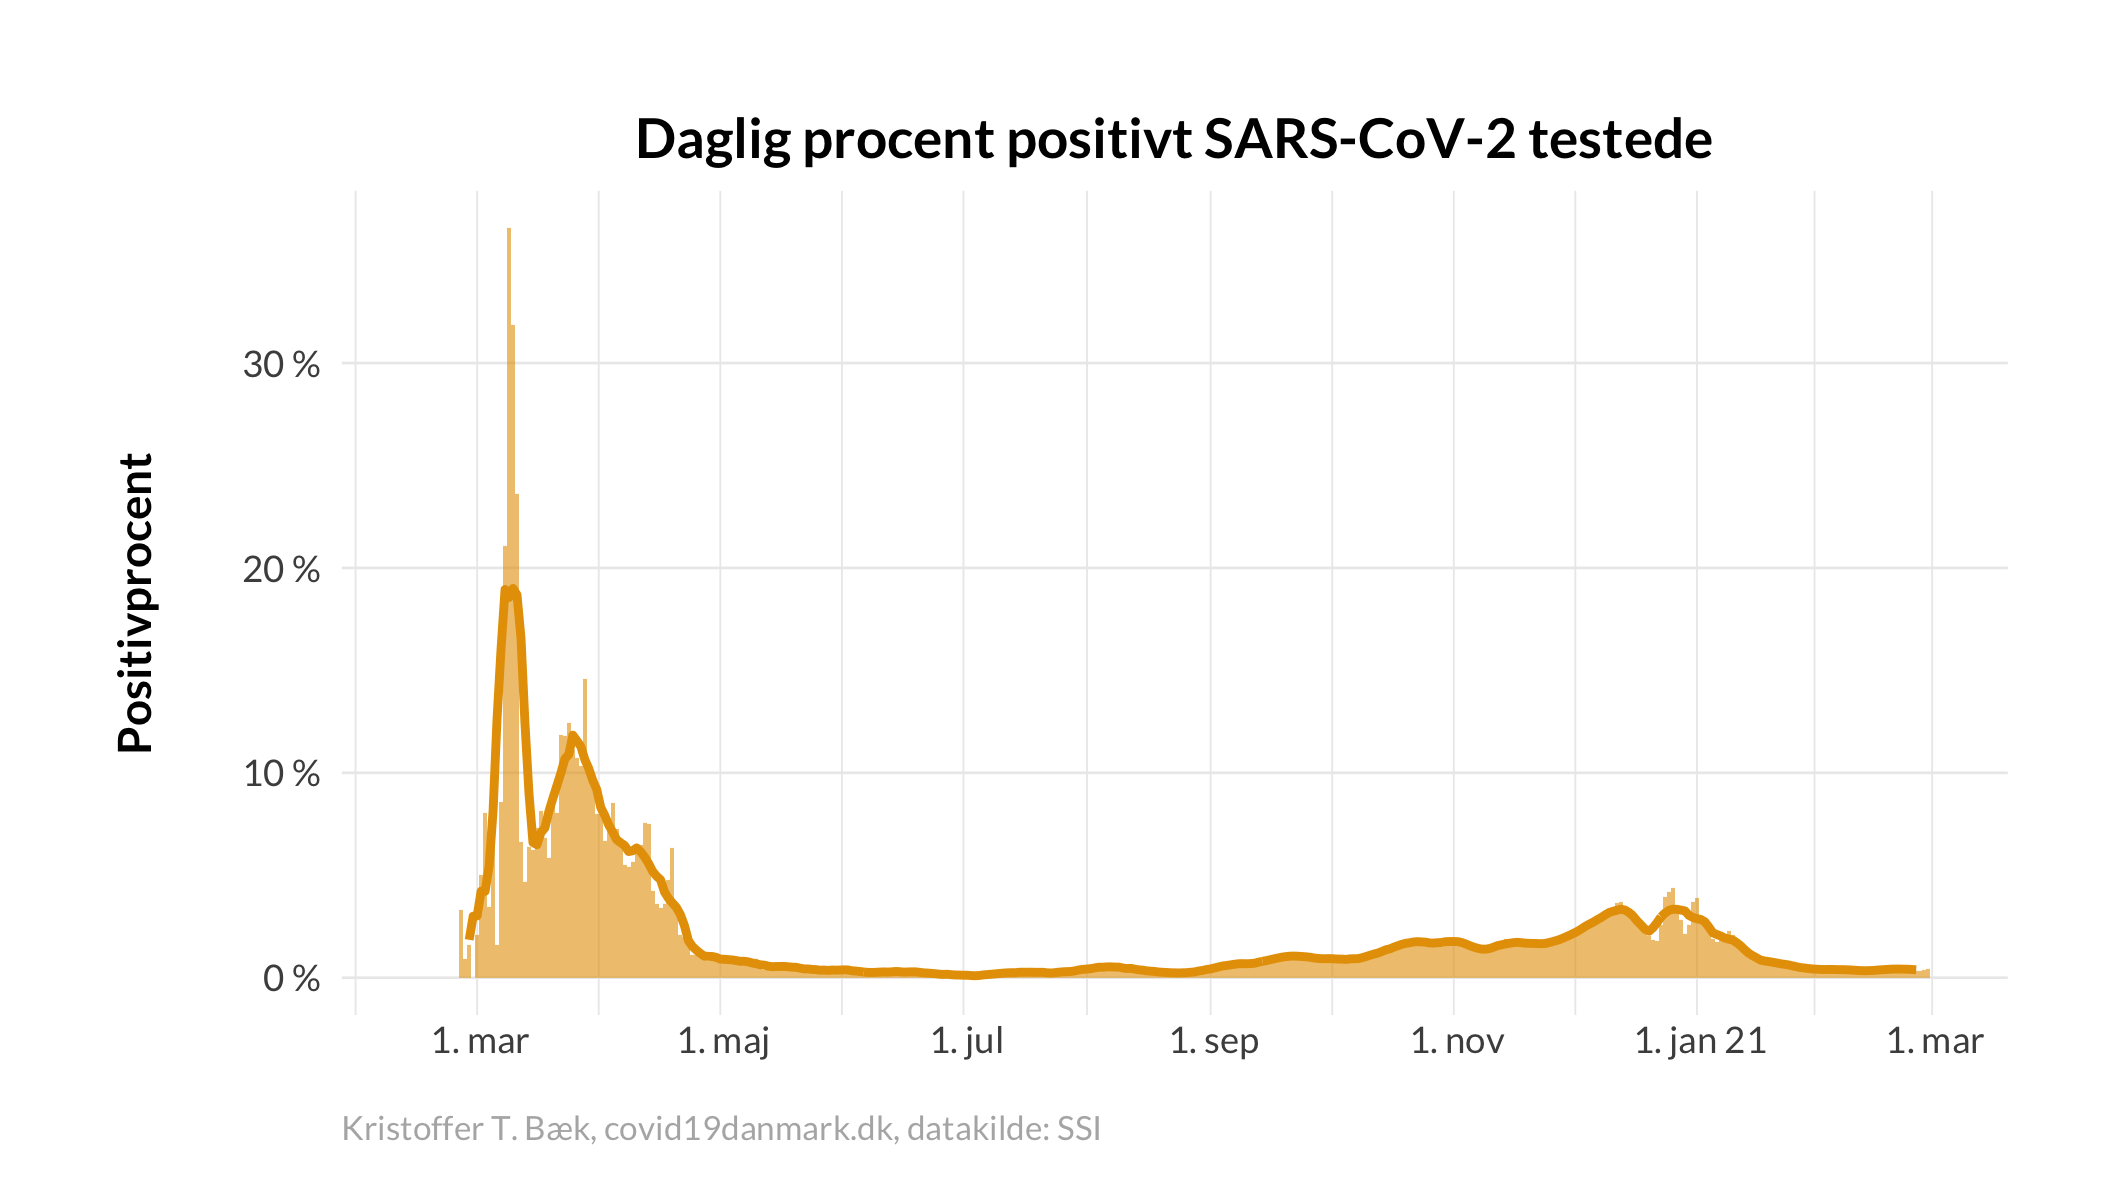 Daglig procent positivt SARS-CoV-2 testede
Positivprocent
30 %
20 %
10 %
0 %
1. mar
1. maj
1. jul
1. sep
1. nov
1. jan 21
1. mar
Kristoffer T. Bæk, covid19danmark.dk, datakilde: SSI